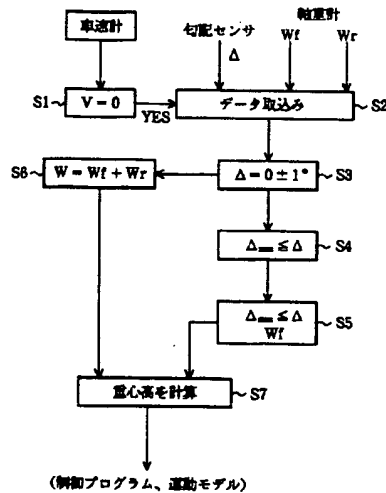 車速計
勾配センサ
Δ
軸重計
Wf
Wr
S1
V = 0
YES
データ取込み
S2
S6
W = Wf + Wr
Δ = 0 ± 1°
S3
≤ Δ
S4
≤ Δ
Wf
S5
重心高を計算
S7
(制御プログラム、運動モデル)